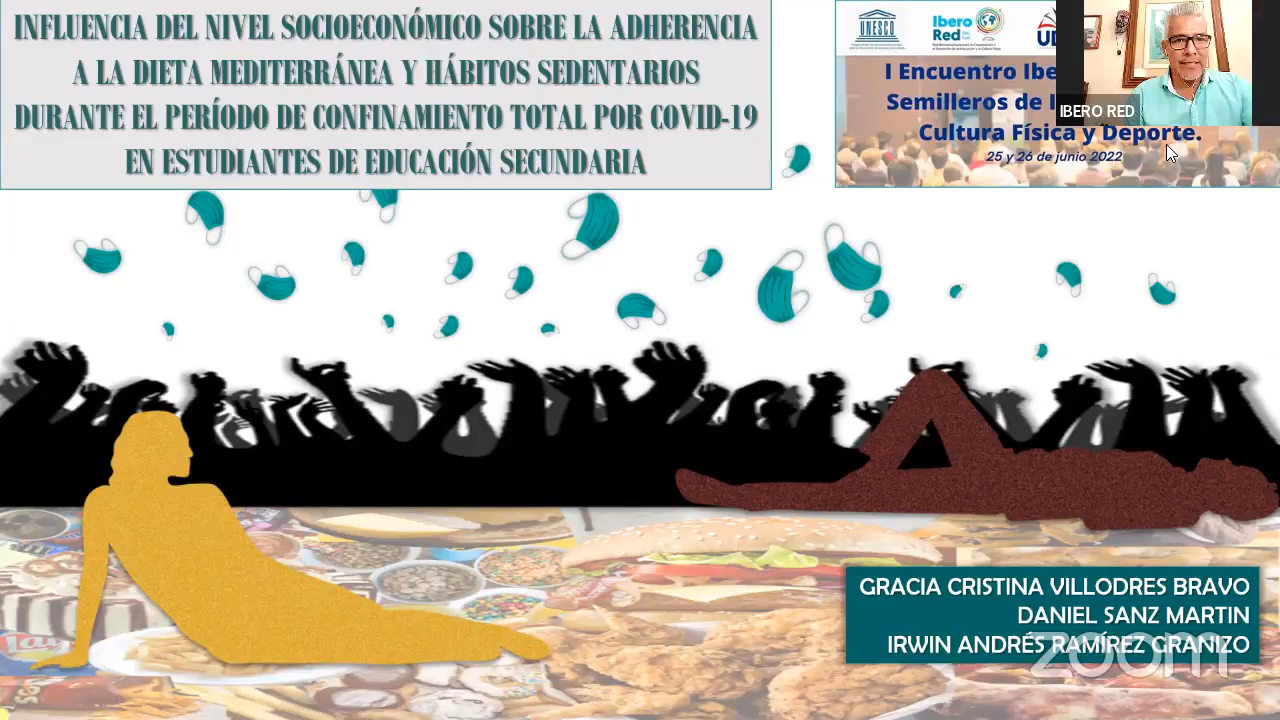 INFLUENCIA DEL NIVEL SOCIOECONÓMICO SOBRE LA ADHERENCIA
A LA DIETA MEDITERRÁNEA Y HÁBITOS SEDENTARIOS
DURANTE EL PERÍODO DE CONFINAMIENTO TOTAL POR COVID-19
EN ESTUDIANTES DE EDUCACIÓN SECUNDARIA
UNESCO
Ibero
Red
I Encuentro Ibe
Semilleros de
Cultura Física y Deporte.
25 y 26 de junio 2022
IBERO RED
GRACIA CRISTINA VILLODRES BRAVO
DANIEL SANZ MARTIN
IRWIN ANDRÉS RAMÍREZ GRANIZO
zoom